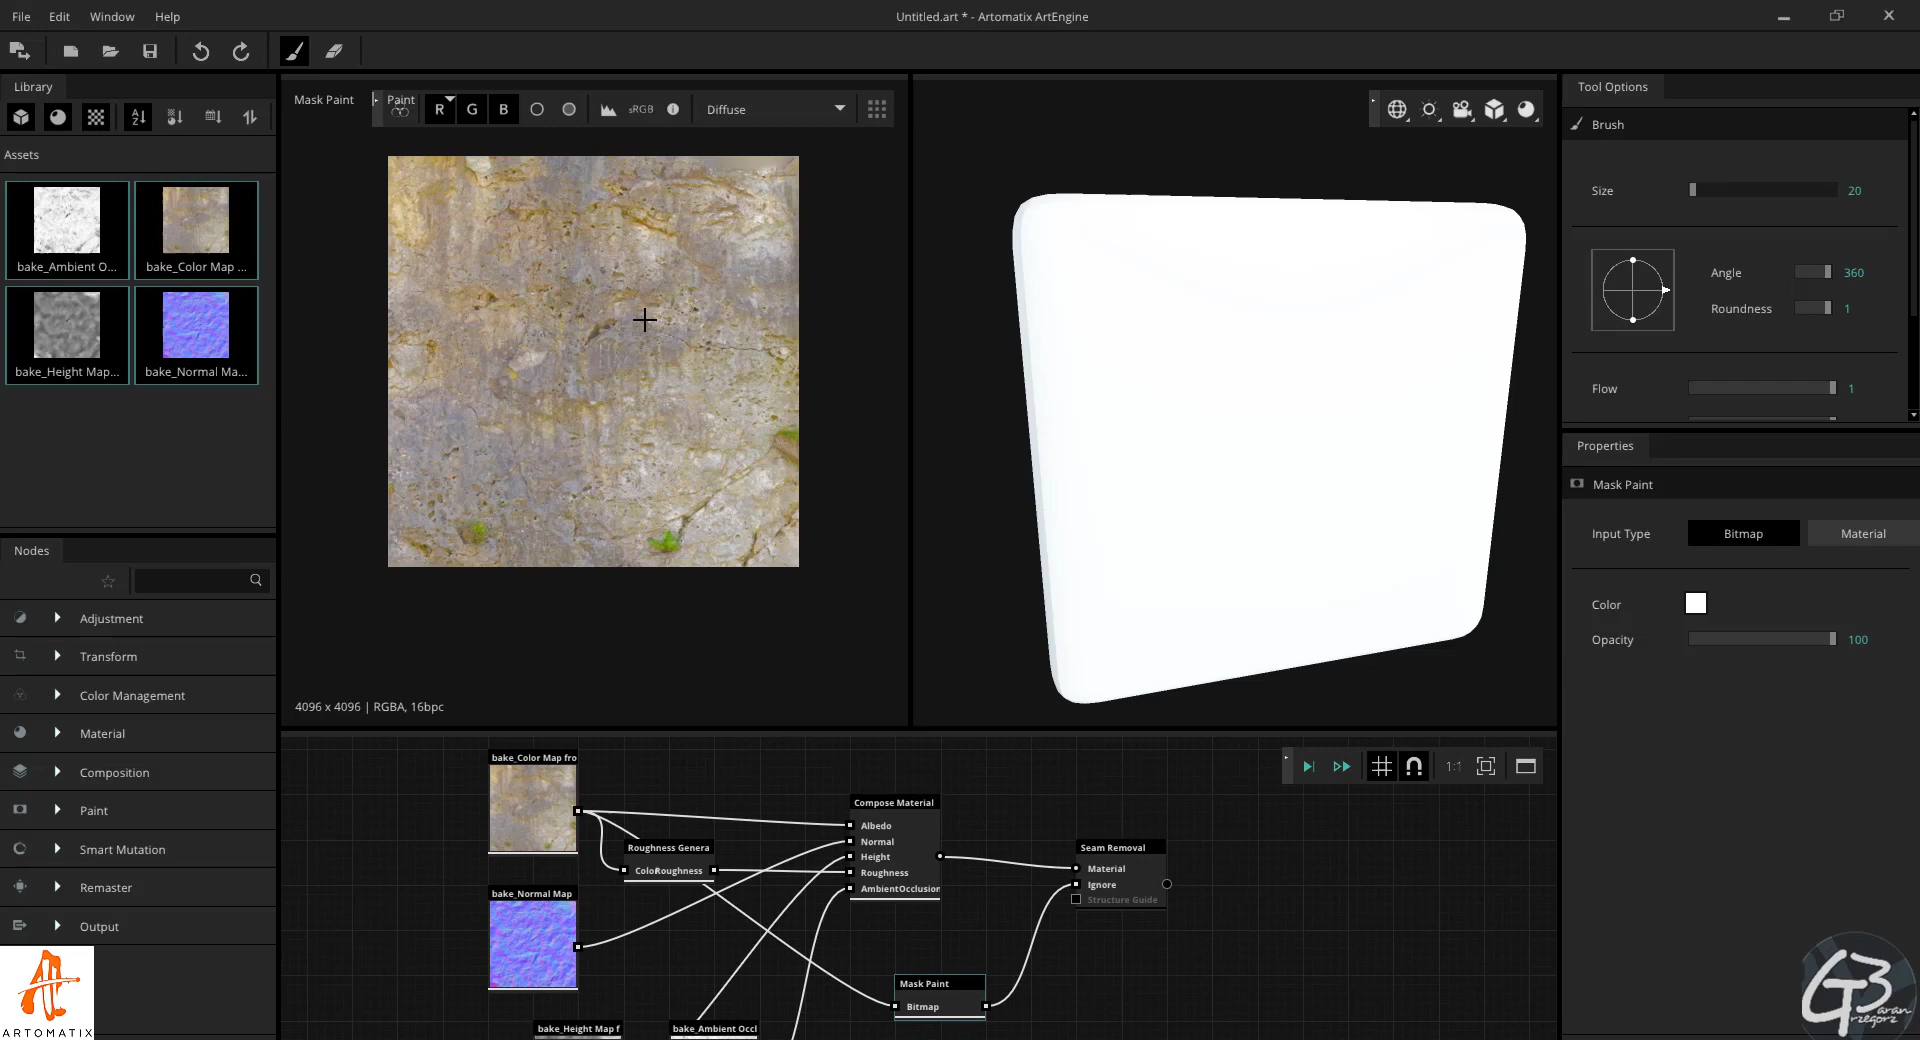 File Edit Window Help
Untitled.art * - Artomatix ArtEngine
Library
Assets
bake_Ambient O...
bake_Color Map ...
bake_Height Map...
bake_Normal Ma...
Nodes
Adjustment
Transform
Color Management
Material
Composition
Paint
Smart Mutation
Remaster
Output
ARTOMATIX
Mask Paint
Paint
R G B
sRGB
Diffuse
4096 x 4096 | RGBA, 16bpc
1:1
bake_Color Map fro
Roughness Genera
Color
Roughness
bake_Normal Map
bake_Height Map f
bake_Ambient Occl
Compose Material
Albedo
Normal
Height
Roughness
AmbientOcclusion
Mask Paint
Bitmap
Seam Removal
Material
Ignore
Structure Guide
Tool Options
Brush
Size 20
Angle 360
Roundness 1
Flow 1
Properties
Mask Paint
Input Type Bitmap Material
Color
Opacity 100